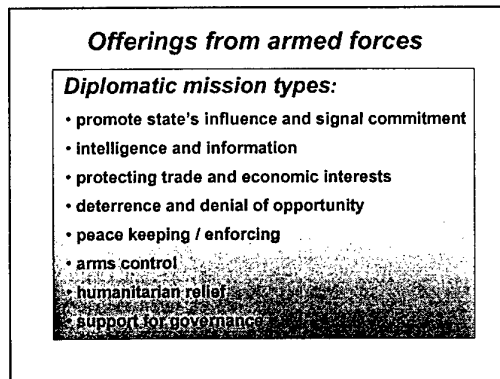 Offerings from armed forces
Diplomatic mission types:
• promote state's influence and signal commitment
• intelligence and information
• protecting trade and economic interests
• deterrence and denial of opportunity
• peace keeping / enforcing
• arms control
• humanitarian relief
• support for governance